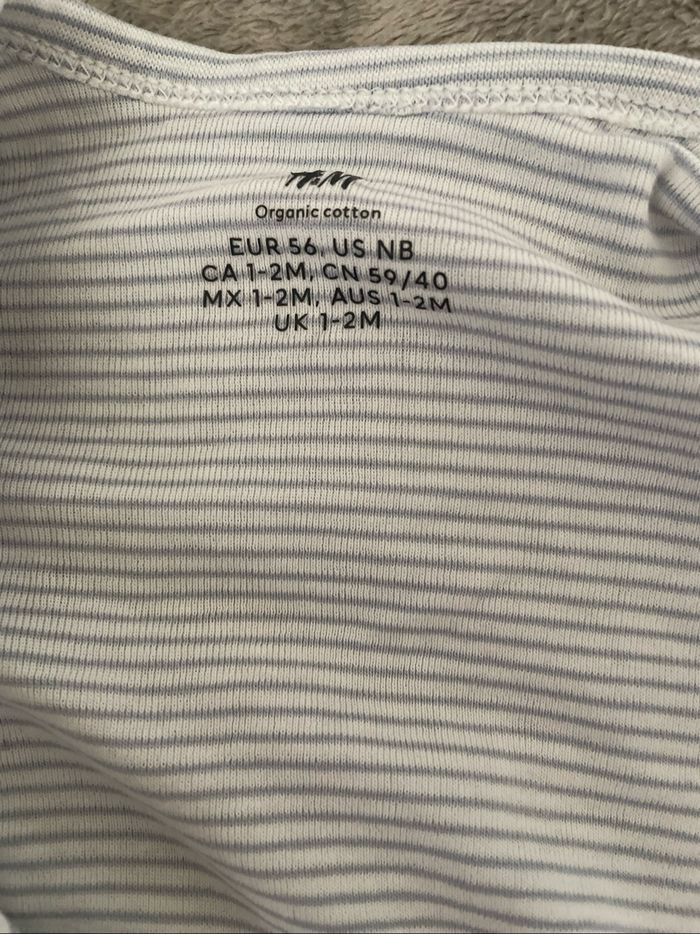 H&M
Organic cotton
EUR 56, US NB
CA 1-2M, CN 59/40
MX 1-2M, AUS 1-2M
UK 1-2M